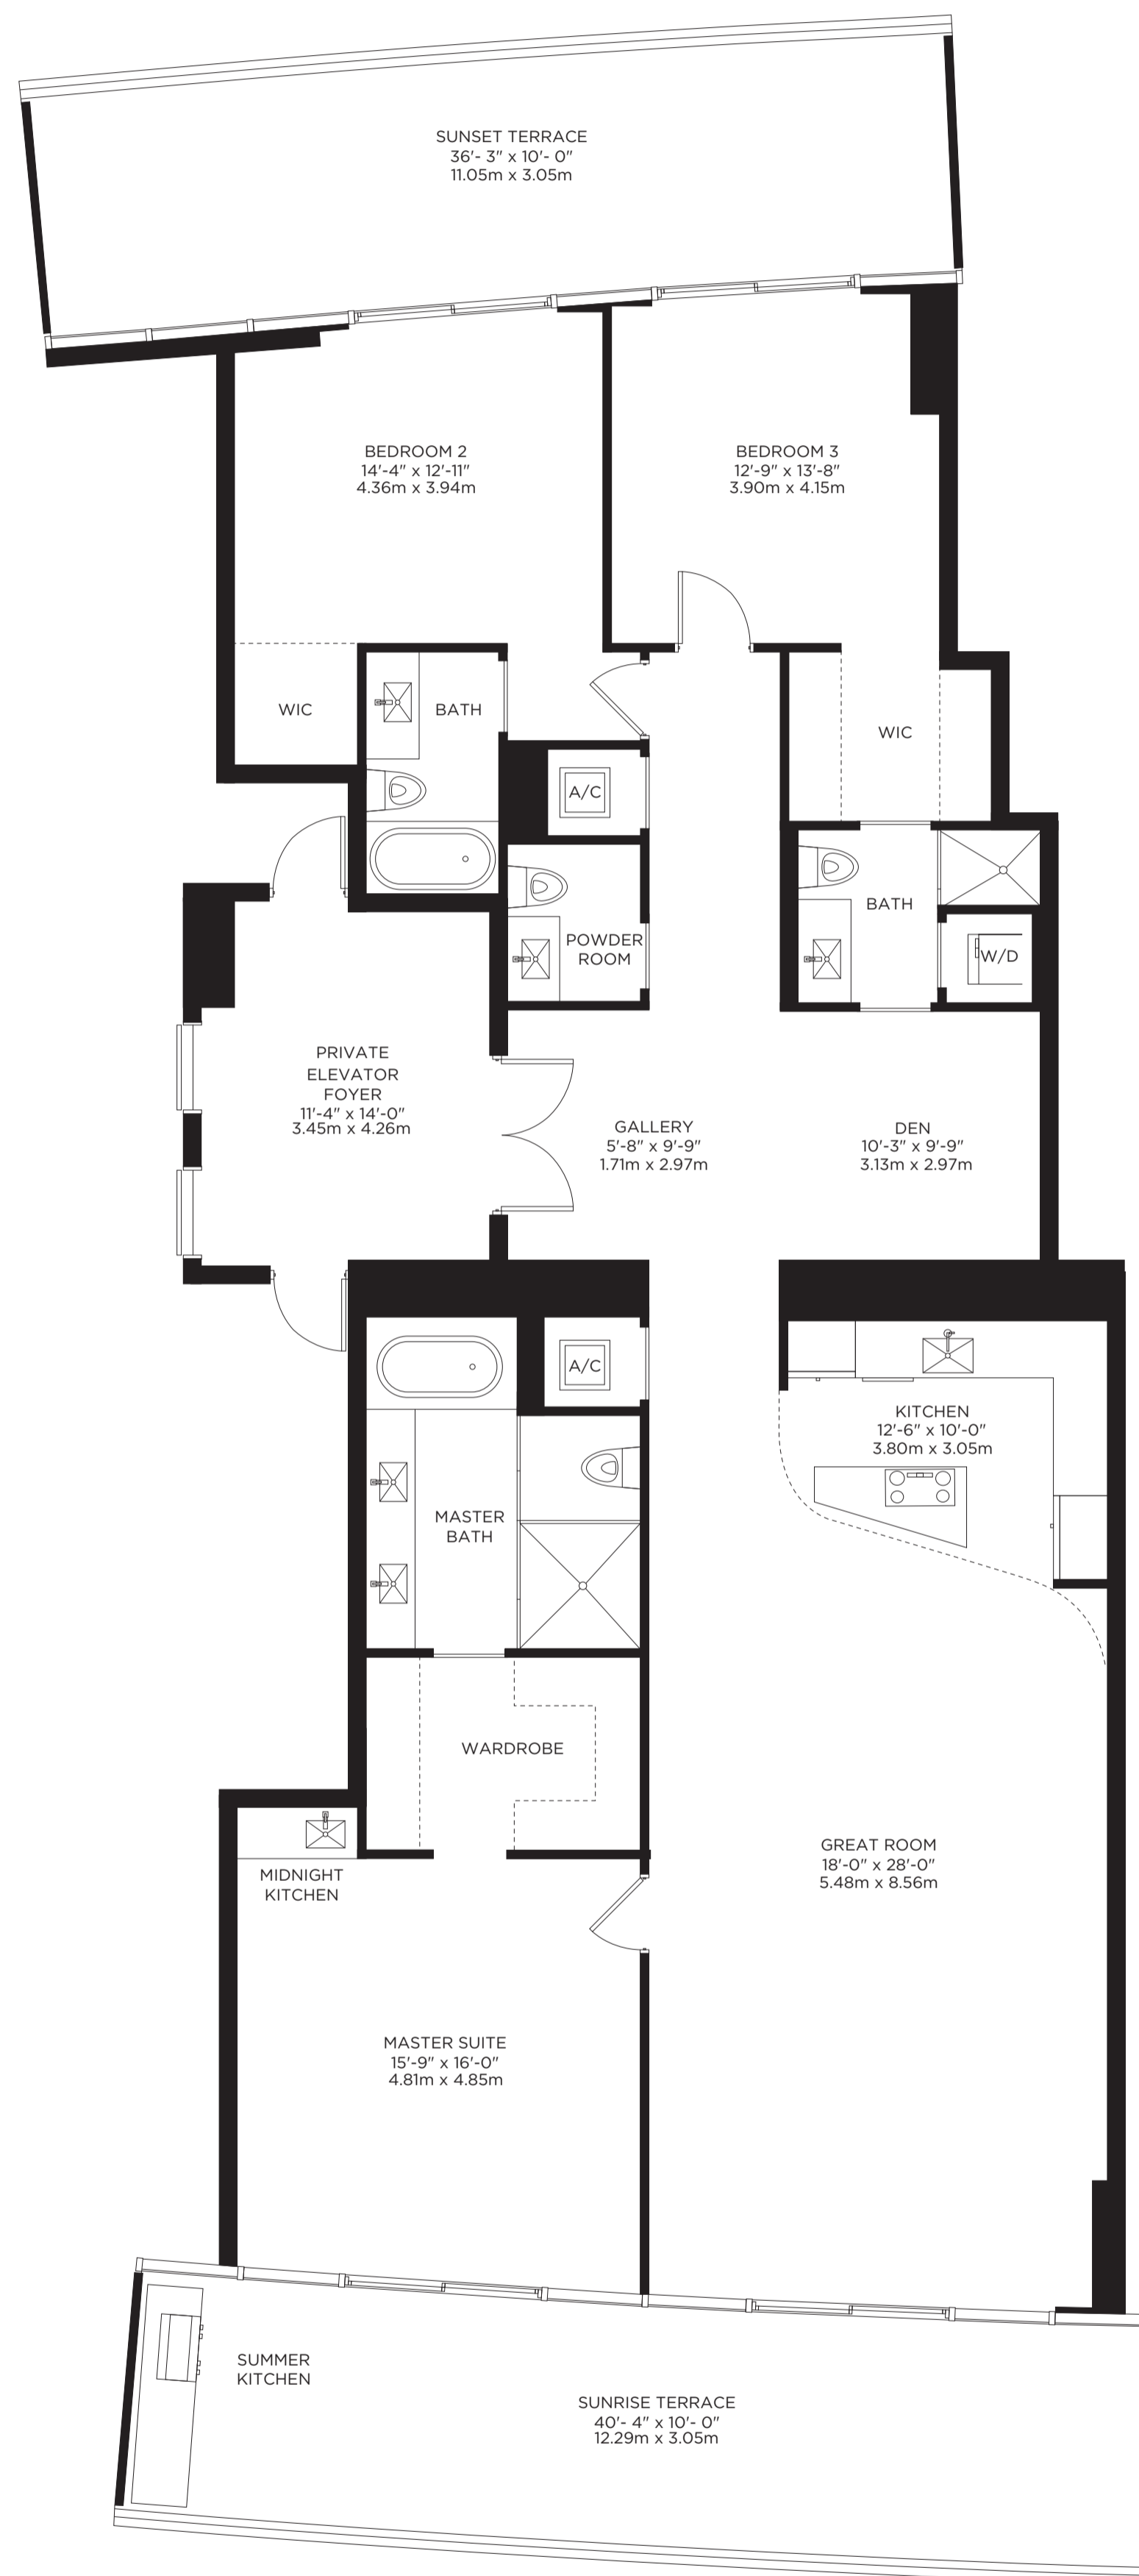 SUNSET TERRACE
36'- 3" x 10'- 0"
11.05m x 3.05m
BEDROOM 2
14'-4" x 12'-11"
4.36m x 3.94m
BEDROOM 3
12'-9" x 13'-8"
3.90m x 4.15m
WIC
BATH
WIC
A/C
BATH
POWDER
ROOM
W/D
PRIVATE
ELEVATOR
FOYER
11'-4" x 14'-0"
3.45m x 4.26m
GALLERY
5'-8" x 9'-9"
1.71m x 2.97m
DEN
10'-3" x 9'-9"
3.13m x 2.97m
A/C
KITCHEN
12'-6" x 10'-0"
3.80m x 3.05m
MASTER
BATH
WARDROBE
GREAT ROOM
18'-0" x 28'-0"
5.48m x 8.56m
MIDNIGHT
KITCHEN
MASTER SUITE
15'-9" x 16'-0"
4.81m x 4.85m
SUMMER
KITCHEN
SUNRISE TERRACE
40'- 4" x 10'- 0"
12.29m x 3.05m